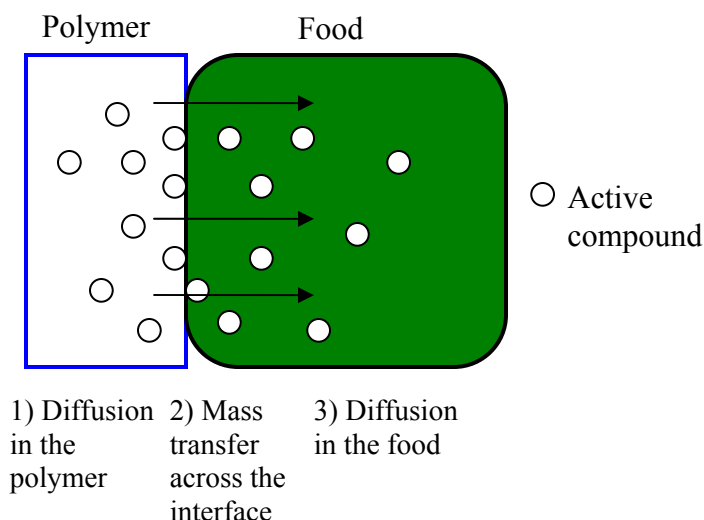 Polymer
Food
Active
compound
1) Diffusion
in the
polymer
2) Mass
transfer
across the
interface
3) Diffusion
in the food